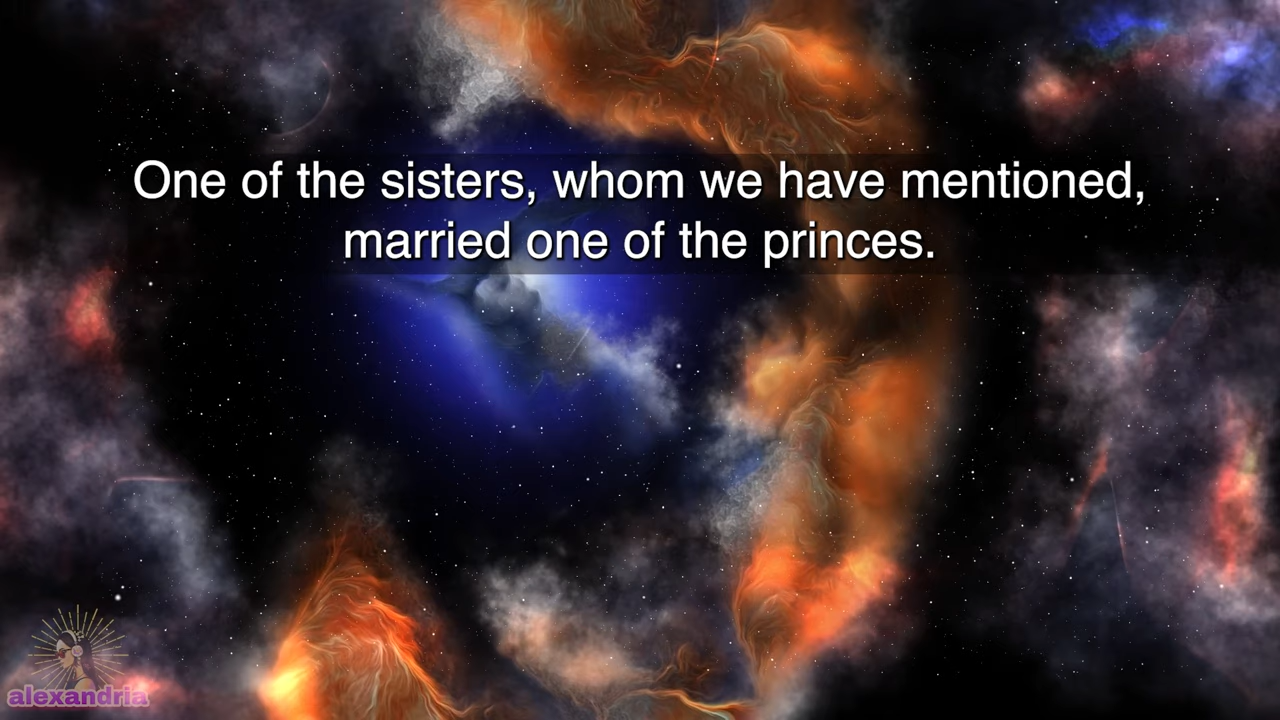 One of the sisters, whom we have mentioned,
married one of the princes.
alexandria